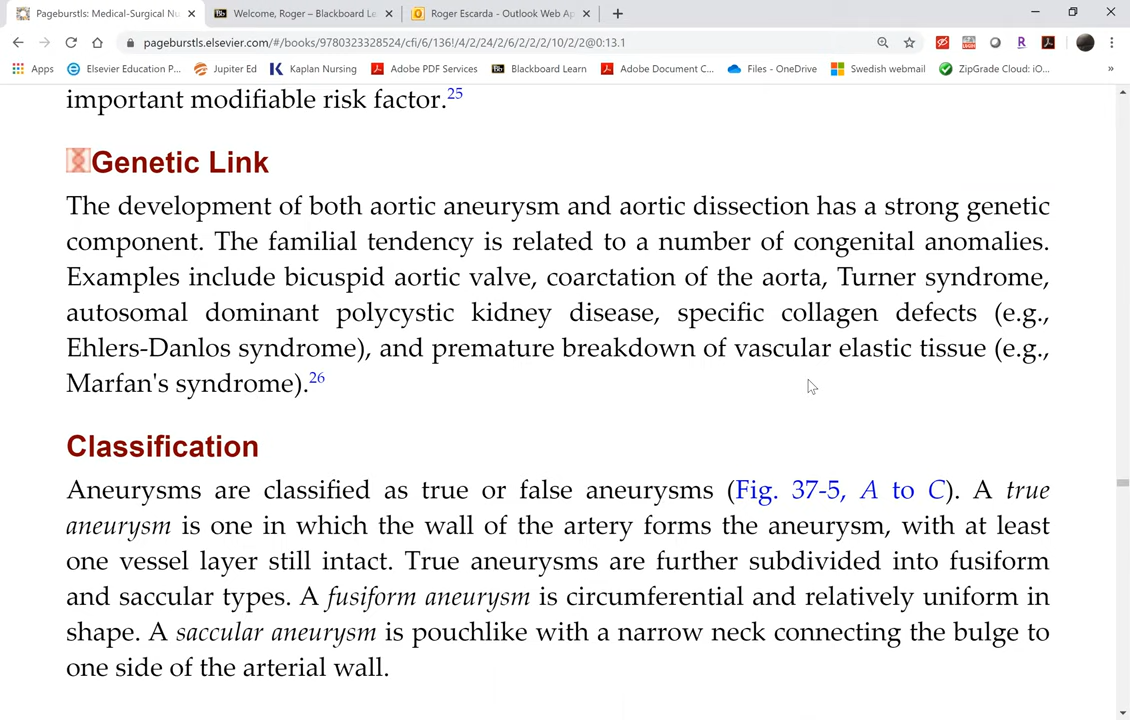 Pageburstls: Medical-Surgical Nu
Welcome, Roger – Blackboard Le
Roger Escarda - Outlook Web Ap
pageburstls.elsevier.com/#/books/9780323328524/cfi/6/136!/4/2/24/2/6/2/2/2/10/2/2@0:13.1
Apps
Elsevier Education P...
Jupiter Ed
Kaplan Nursing
Adobe PDF Services
Bb
Blackboard Learn
Adobe Document C...
Files - OneDrive
Swedish webmail
ZipGrade Cloud: iO...
»
important modifiable risk factor.25
Genetic Link
The development of both aortic aneurysm and aortic dissection has a strong genetic
component. The familial tendency is related to a number of congenital anomalies.
Examples include bicuspid aortic valve, coarctation of the aorta, Turner syndrome,
autosomal dominant polycystic kidney disease, specific collagen defects (e.g.,
Ehlers-Danlos syndrome), and premature breakdown of vascular elastic tissue (e.g.,
Marfan's syndrome).26
Classification
Aneurysms are classified as true or false aneurysms (Fig. 37-5, A to C). A true
aneurysm is one in which the wall of the artery forms the aneurysm, with at least
one vessel layer still intact. True aneurysms are further subdivided into fusiform
and saccular types. A fusiform aneurysm is circumferential and relatively uniform in
shape. A saccular aneurysm is pouchlike with a narrow neck connecting the bulge to
one side of the arterial wall.